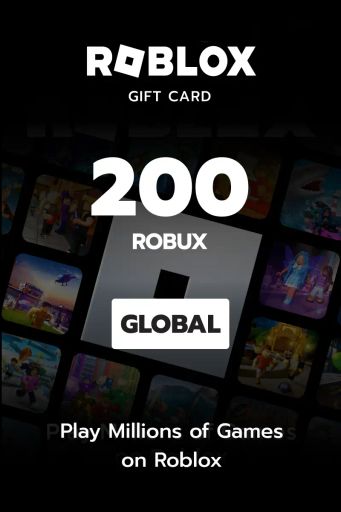 ROBLOX
GIFT CARD
200
ROBUX
GLOBAL
Play Millions of Games
on Roblox